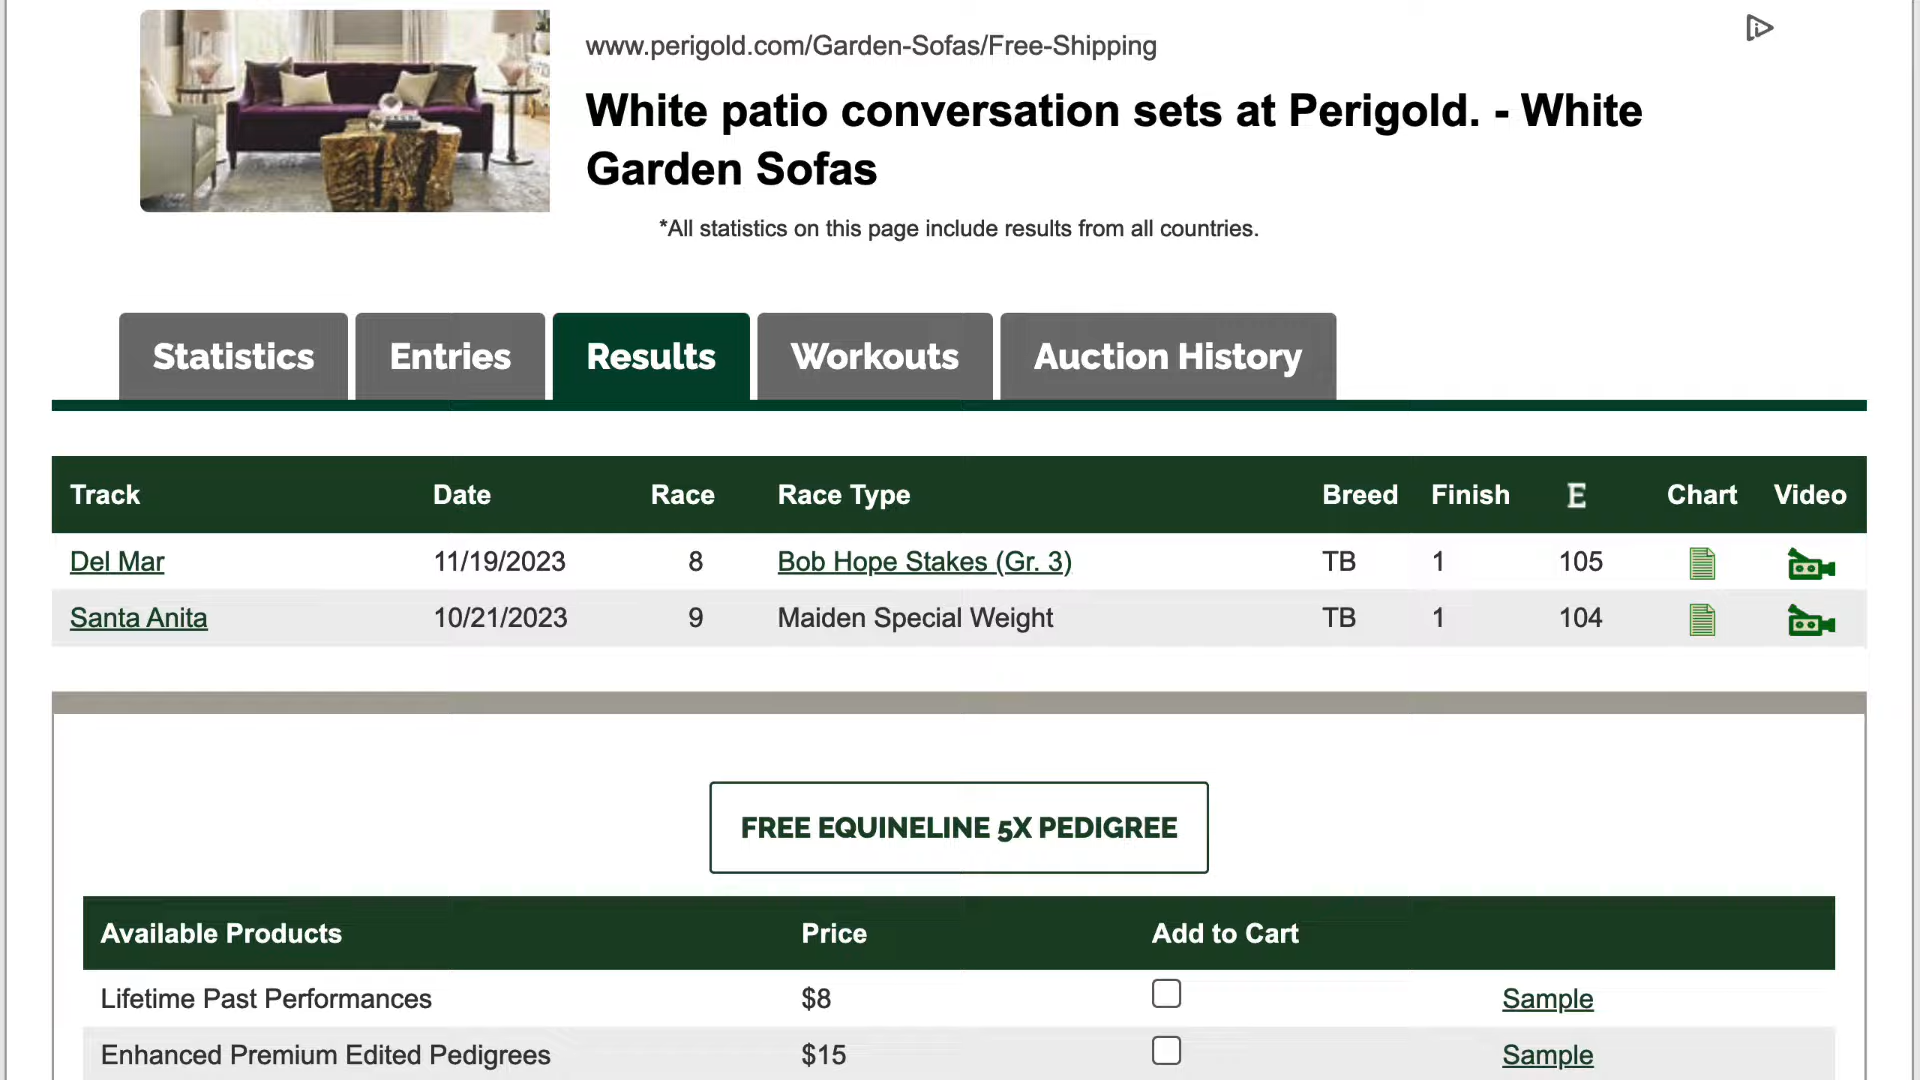 www.perigold.com/Garden-Sofas/Free-Shipping
White patio conversation sets at Perigold. - White
Garden Sofas
*All statistics on this page include results from all countries.
Statistics Entries Results Workouts Auction History
Track Date Race Race Type Breed Finish E Chart Video
Del Mar 11/19/2023 8 Bob Hope Stakes (Gr. 3) TB 1 105
Santa Anita 10/21/2023 9 Maiden Special Weight TB 1 104
FREE EQUINELINE 5X PEDIGREE
Available Products Price Add to Cart
Lifetime Past Performances $8 Sample
Enhanced Premium Edited Pedigrees $15 Sample